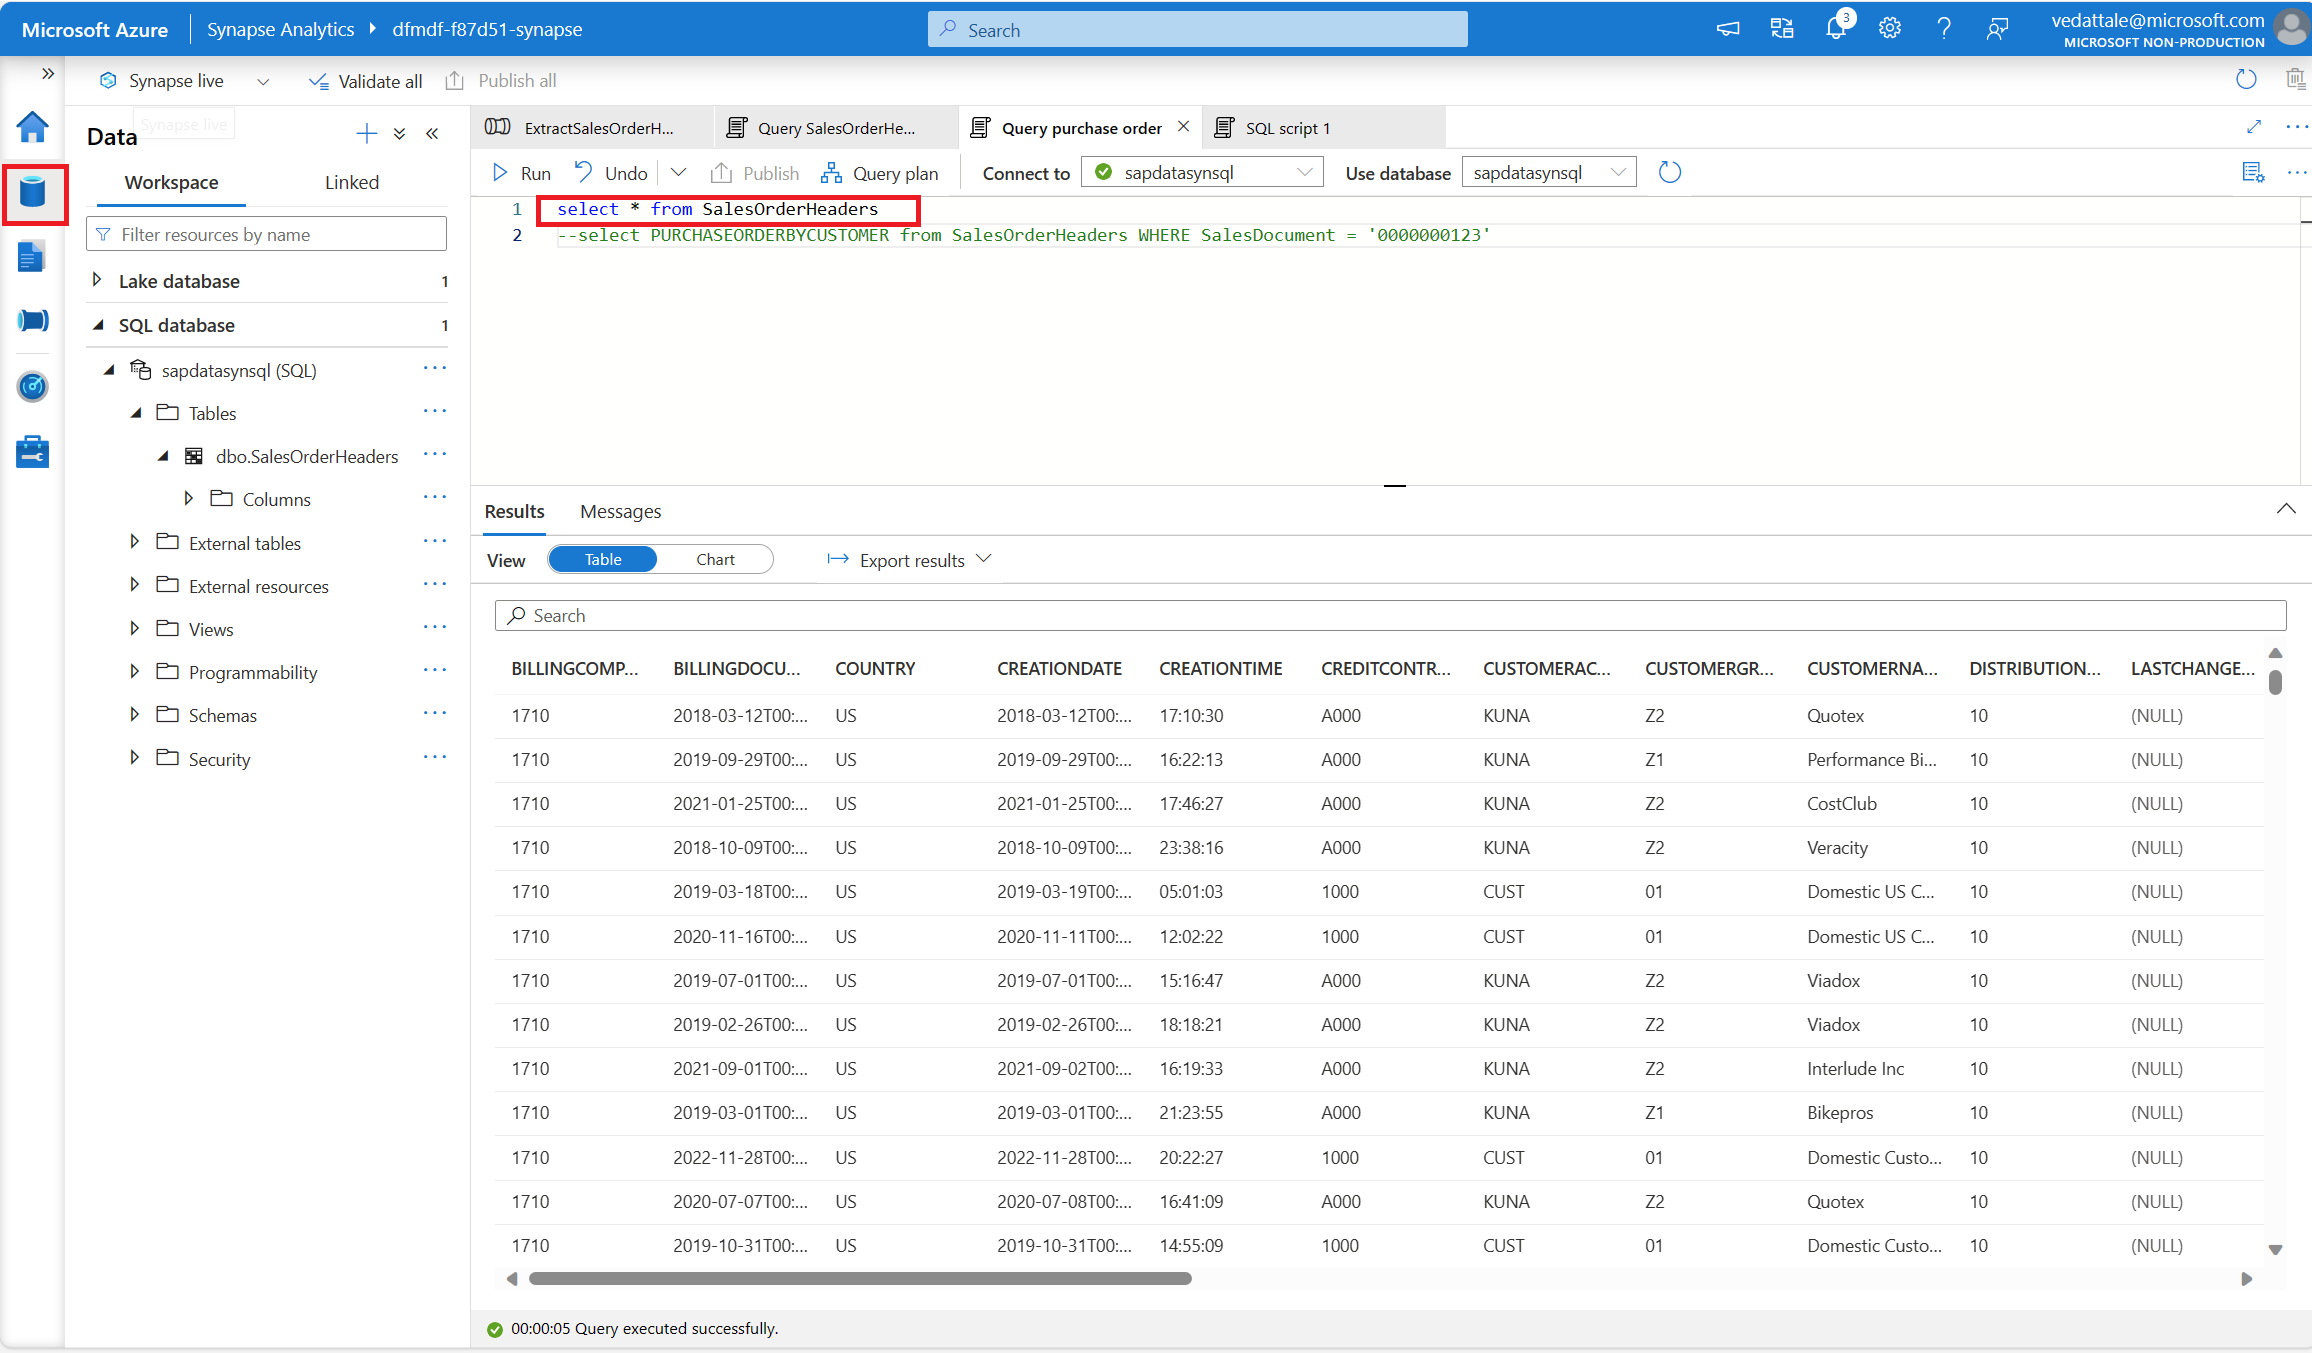 Microsoft Azure | Synapse Analytics dfmdf-f87d51-synapse Search 3 vedattale@microsoft.com
MICROSOFT NON-PRODUCTION
Synapse live Validate all Publish all
Data
Synapse live
Workspace Linked
Filter resources by name
Lake database 1
SQL database 1
sapdatasynsql (SQL)
Tables
dbo.SalesOrderHeaders
Columns
External tables
External resources
Views
Programmability
Schemas
Security
ExtractSalesOrderH... Query SalesOrderHe... Query purchase order SQL script 1
Run Undo Publish Query plan Connect to sapdatasynsql Use database sapdatasynsql
1 select * from SalesOrderHeaders
2 --select PURCHASEORDERBYCUSTOMER from SalesOrderHeaders WHERE SalesDocument = '0000000123'
Results Messages
View Table Chart Export results
Search
BILLINGCOMP... BILLINGDOCU... COUNTRY CREATIONDATE CREATIONTIME CREDITCONTR... CUSTOMERAC... CUSTOMERGR... CUSTOMERNA... DISTRIBUTION... LASTCHANGE...
1710 2018-03-12T00:... US 2018-03-12T00:... 17:10:30 A000 KUNA Z2 Quotex 10 (NULL)
1710 2019-09-29T00:... US 2019-09-29T00:... 16:22:13 A000 KUNA Z1 Performance Bi... 10 (NULL)
1710 2021-01-25T00:... US 2021-01-25T00:... 17:46:27 A000 KUNA Z2 CostClub 10 (NULL)
1710 2018-10-09T00:... US 2018-10-09T00:... 23:38:16 A000 KUNA Z2 Veracity 10 (NULL)
1710 2019-03-18T00:... US 2019-03-19T00:... 05:01:03 1000 CUST 01 Domestic US C... 10 (NULL)
1710 2020-11-16T00:... US 2020-11-11T00:... 12:02:22 1000 CUST 01 Domestic US C... 10 (NULL)
1710 2019-07-01T00:... US 2019-07-01T00:... 15:16:47 A000 KUNA Z2 Viadox 10 (NULL)
1710 2019-02-26T00:... US 2019-02-26T00:... 18:18:21 A000 KUNA Z2 Viadox 10 (NULL)
1710 2021-09-01T00:... US 2021-09-02T00:... 16:19:33 A000 KUNA Z2 Interlude Inc 10 (NULL)
1710 2019-03-01T00:... US 2019-03-01T00:... 21:23:55 A000 KUNA Z1 Bikepros 10 (NULL)
1710 2022-11-28T00:... US 2022-11-28T00:... 20:22:27 1000 CUST 01 Domestic Custo... 10 (NULL)
1710 2020-07-07T00:... US 2020-07-08T00:... 16:41:09 A000 KUNA Z2 Quotex 10 (NULL)
1710 2019-10-31T00:... US 2019-10-31T00:... 14:55:09 1000 CUST 01 Domestic Custo... 10 (NULL)
00:00:05 Query executed successfully.